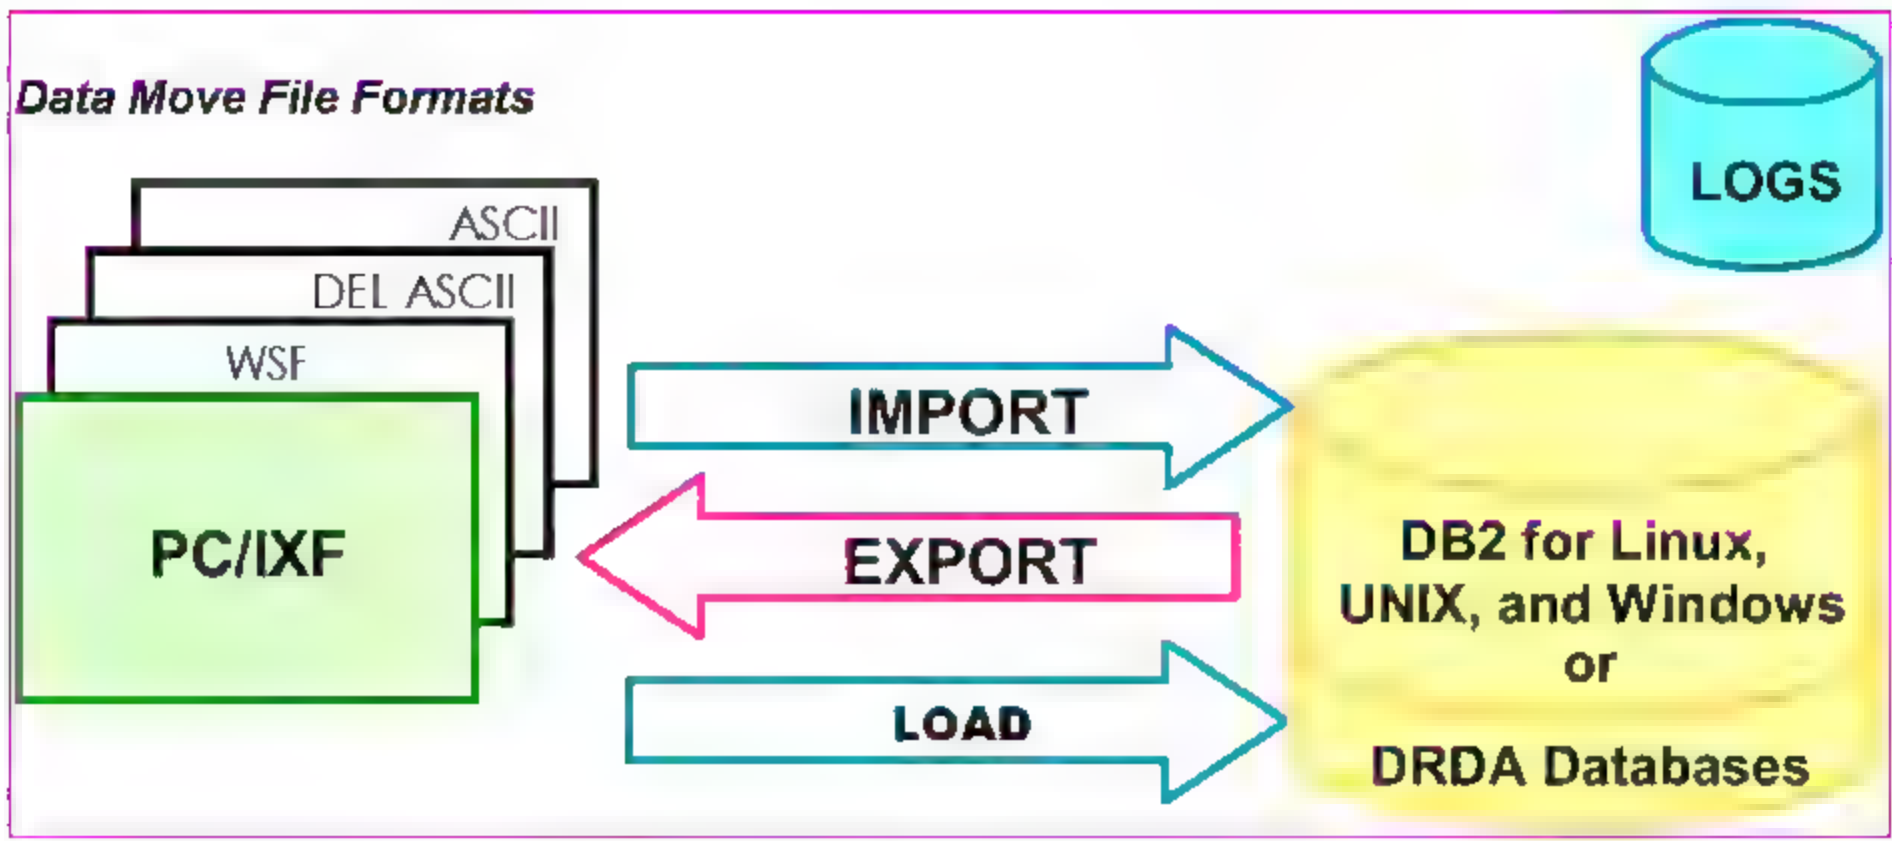 Data Move File Formats
LOGS
ASCII
DEL ASCII
WSF
PC/IXF
IMPORT
EXPORT
LOAD
DB2 for Linux,
UNIX, and Windows
or
DRDA Databases